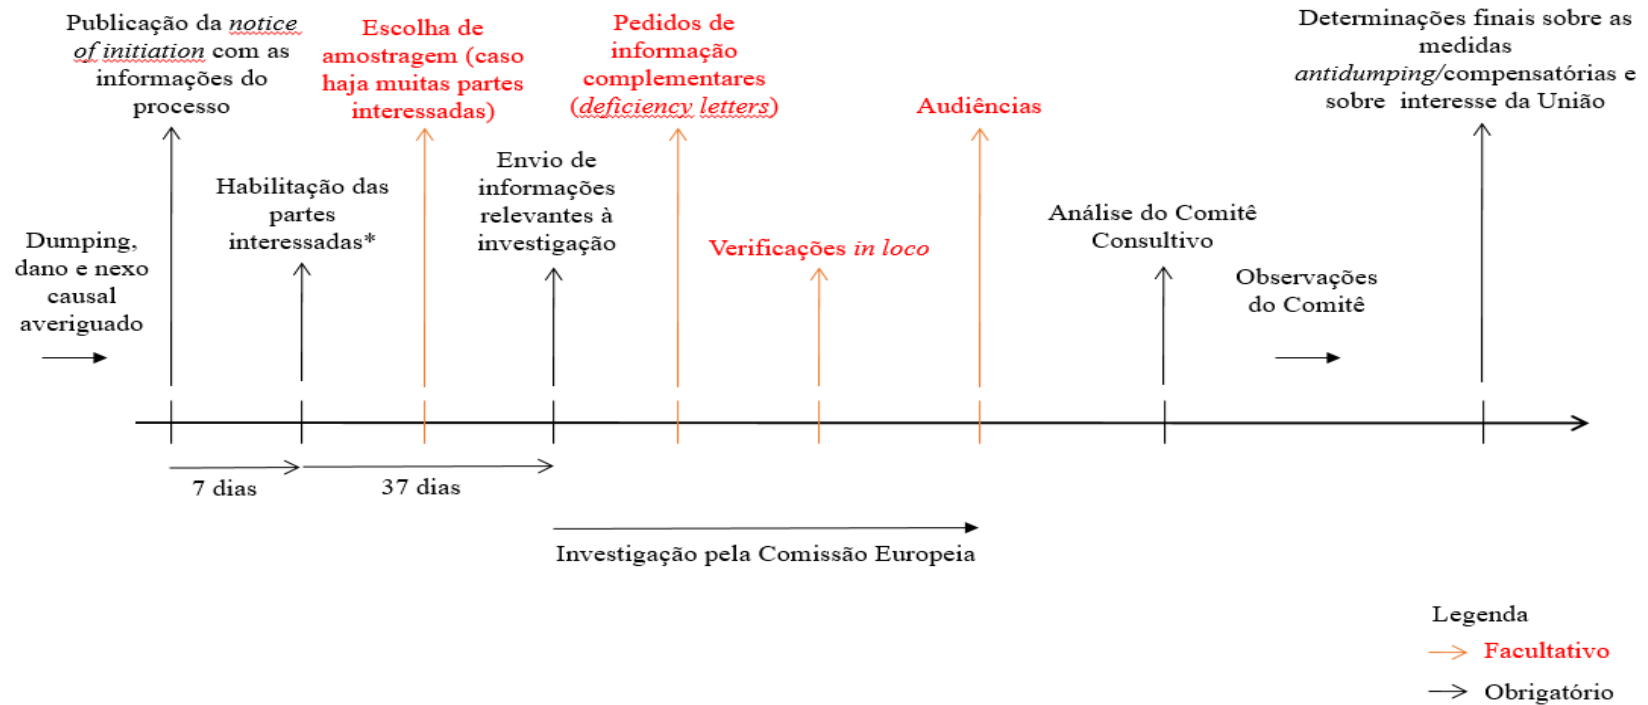 Publicação da notice
of initiation com as
informações do
processo
Escolha de
amostragem (caso
haja muitas partes
interessadas)
Pedidos de
informação
complementares
(deficiency letters)
Audiências
Determinações finais sobre as
medidas
antidumping/compensatórias e
sobre interesse da União
Habilitação das
partes
interessadas*
Envio de
informações
relevantes à
investigação
Verificações in loco
Análise do Comitê
Consultivo
Dumping,
dano e nexo
causal
averiguado
Observações
do Comitê
7 dias
37 dias
Investigação pela Comissão Europeia
Legenda
Facultativo
Obrigatório